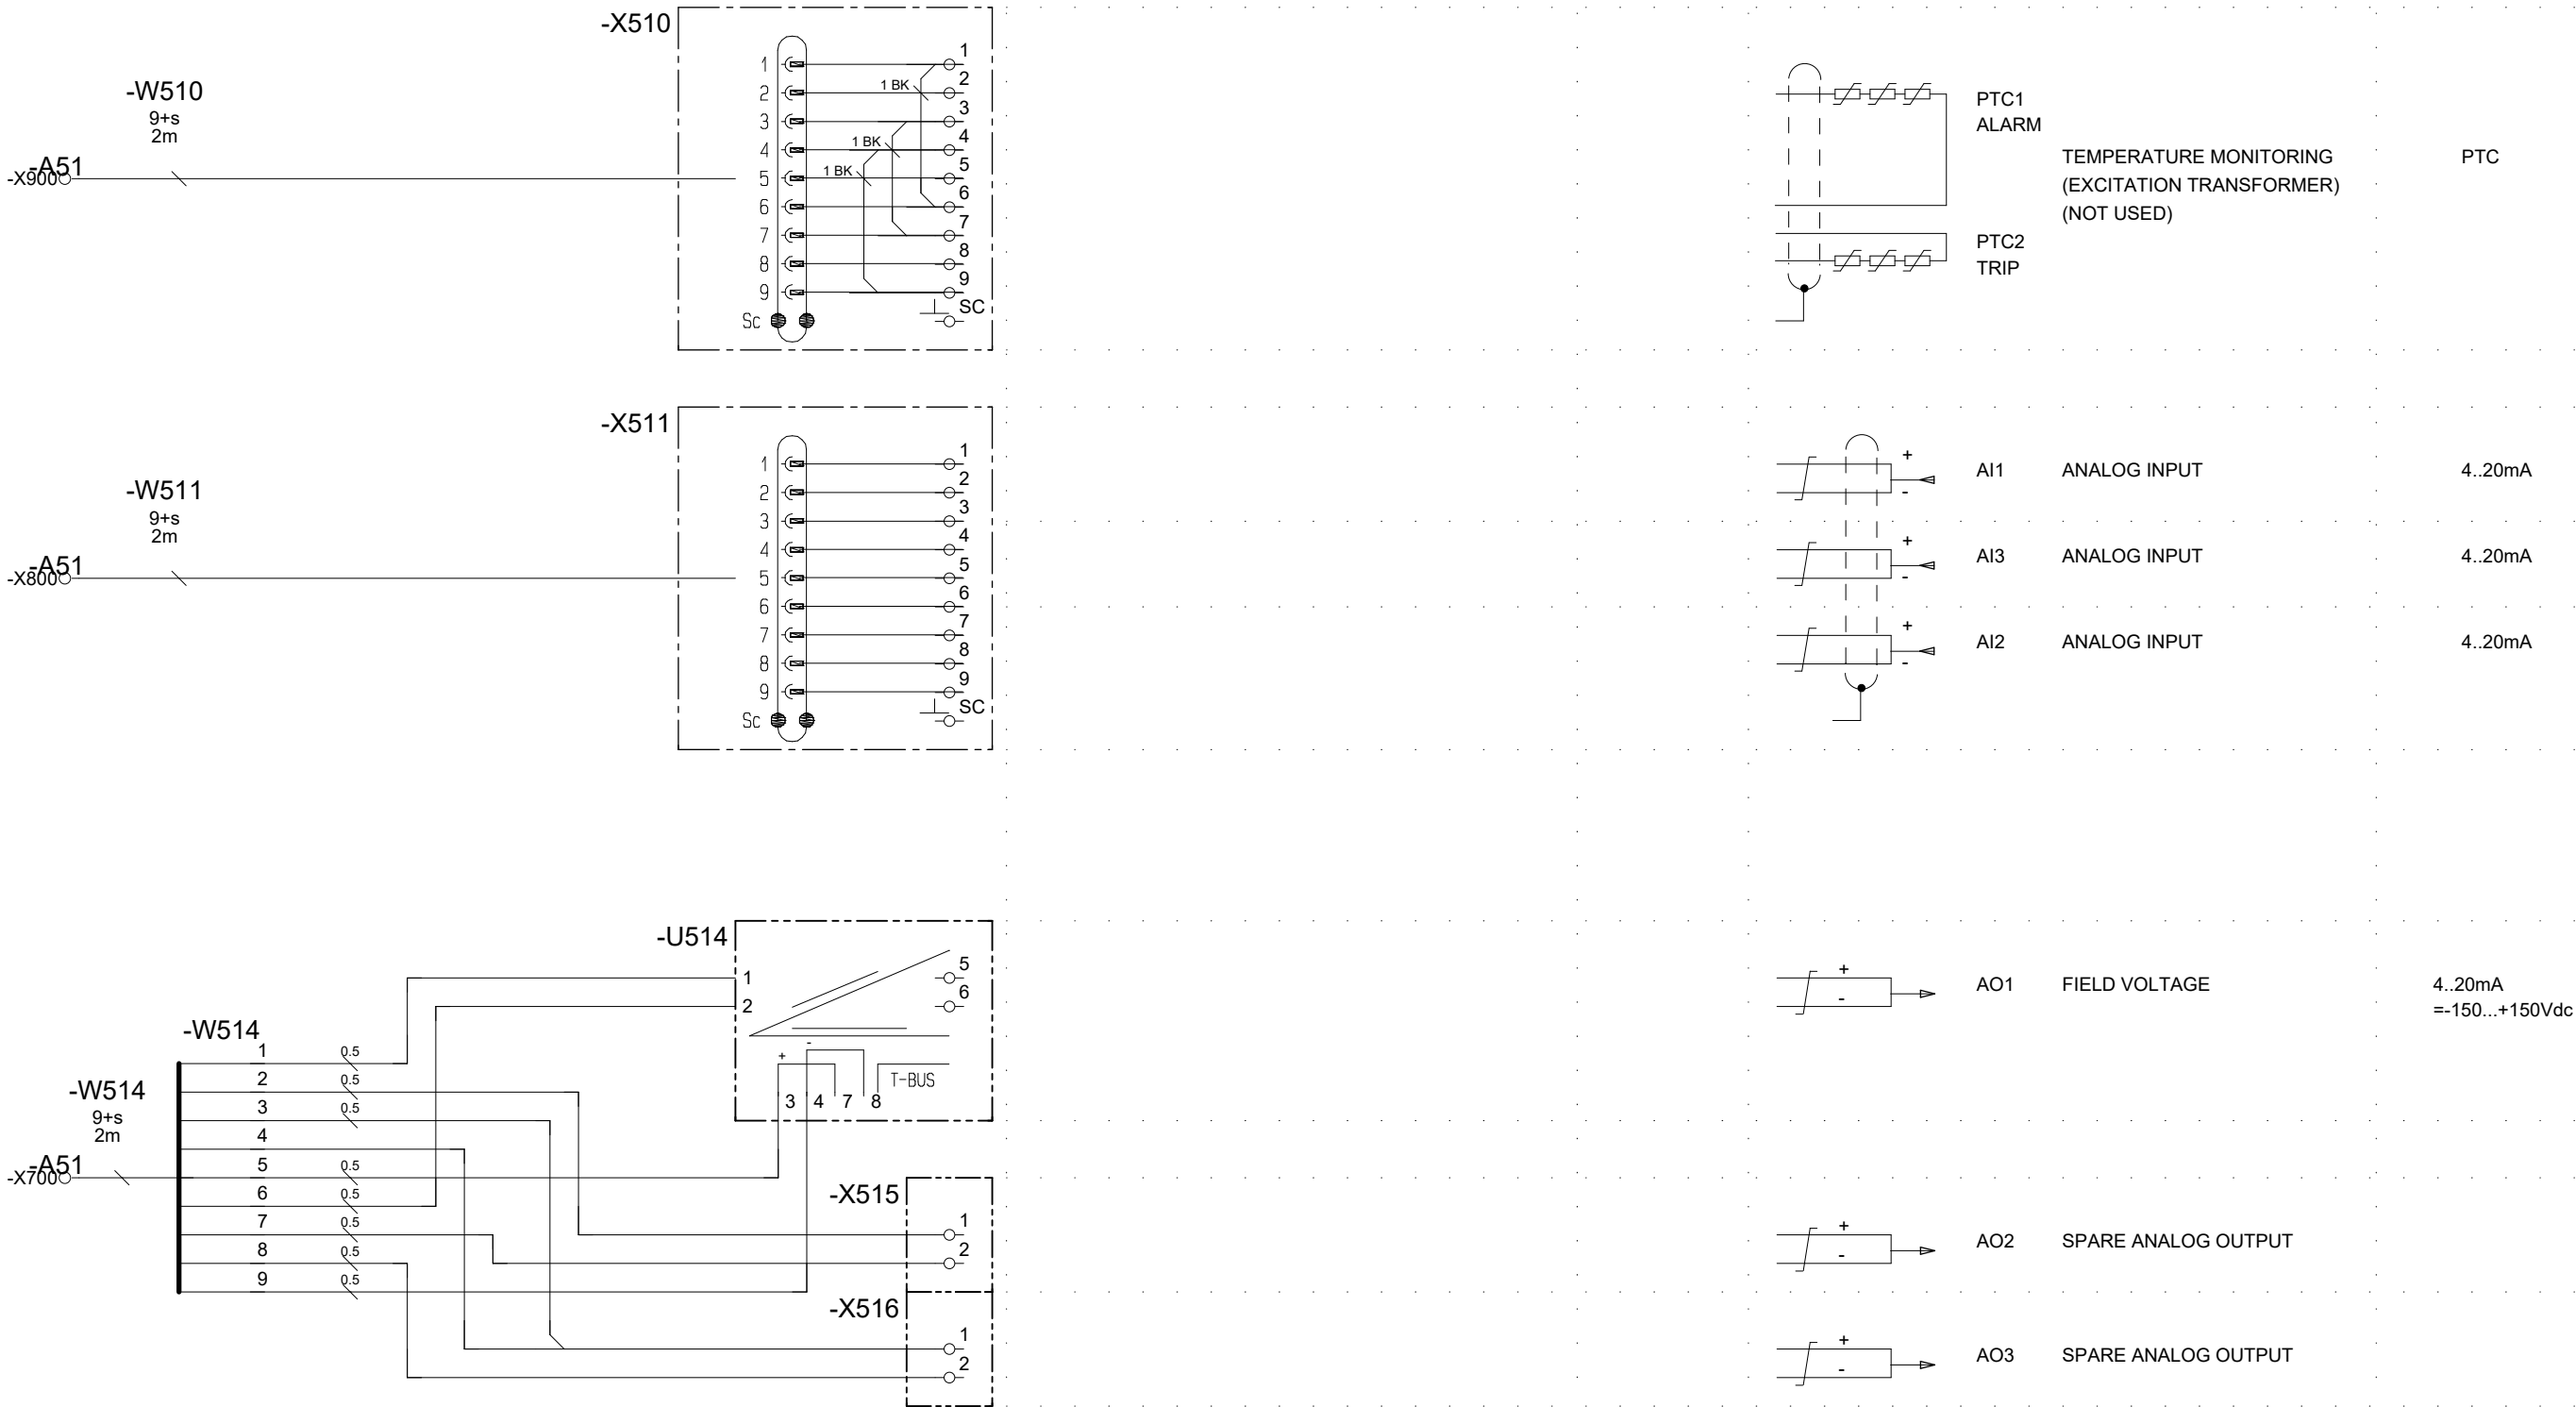 -X510
-W510
9+s
2m
-A51
-X900
1
2
3
4
5
6
7
8
9
Sc
1 BK
1 BK
1 BK
1
2
3
4
5
6
7
8
9
SC
PTC1
ALARM
TEMPERATURE MONITORING
(EXCITATION TRANSFORMER)
(NOT USED)
PTC
PTC2
TRIP
-X511
-W511
9+s
2m
-A51
-X800
1
2
3
4
5
6
7
8
9
Sc
1
2
3
4
5
6
7
8
9
SC
+
-
AI1 ANALOG INPUT 4..20mA
+
-
AI3 ANALOG INPUT 4..20mA
+
-
AI2 ANALOG INPUT 4..20mA
-U514
1
2
5
6
+
-
T-BUS
3 4 7 8
+
-
AO1 FIELD VOLTAGE 4..20mA
=-150...+150Vdc
-W514
-W514
9+s
2m
-A51
-X700
1 0.5
2 0.5
3 0.5
4
5 0.5
6 0.5
7 0.5
8 0.5
9 0.5
-X515
1
2
+
-
AO2 SPARE ANALOG OUTPUT
-X516
1
2
+
-
AO3 SPARE ANALOG OUTPUT